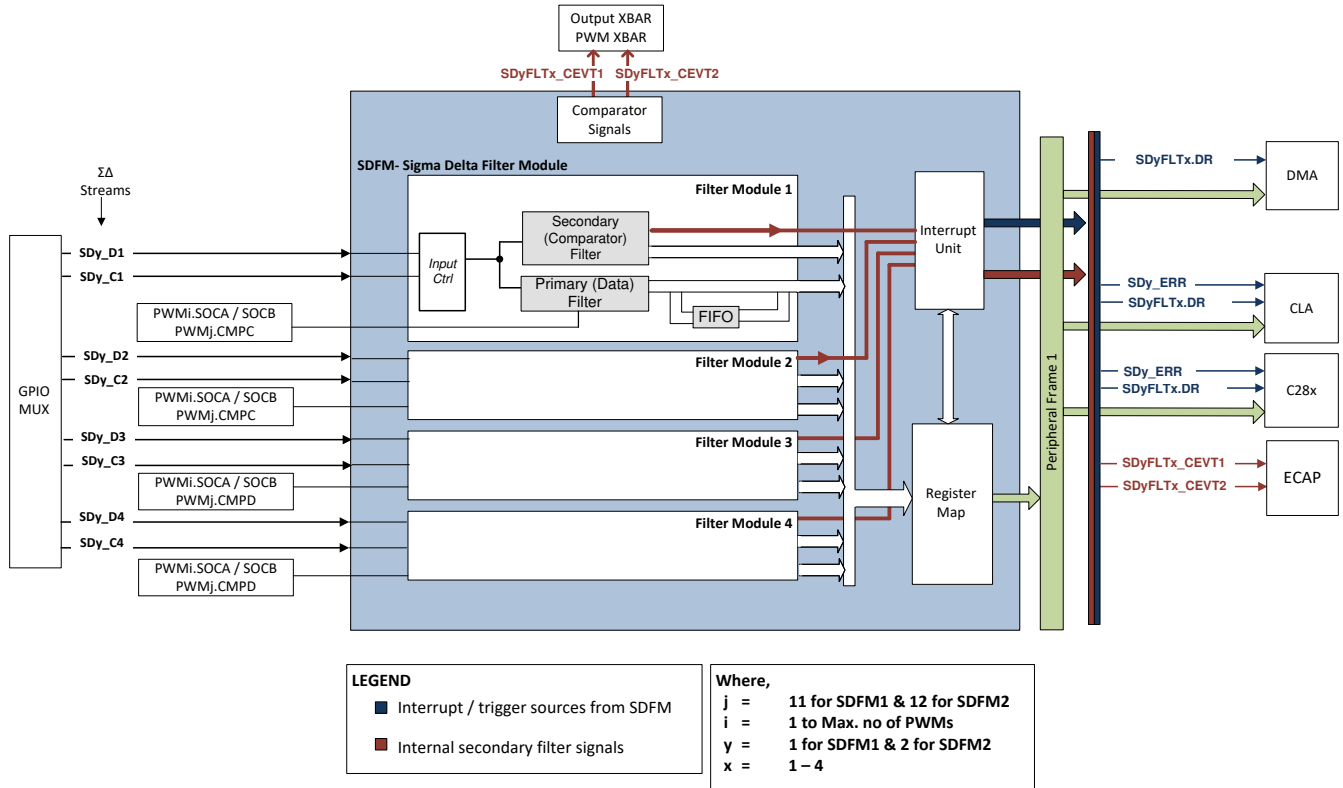 Output XBAR
PWM XBAR
SDyFLTx_CEVT1
SDyFLTx_CEVT2
Comparator
Signals
SDFM- Sigma Delta Filter Module
ΣΔ
Streams
GPIO
MUX
SDy_D1
SDy_C1
PWMi.SOCA / SOCB
PWMj.CMPC
SDy_D2
SDy_C2
PWMi.SOCA / SOCB
PWMj.CMPC
SDy_D3
SDy_C3
PWMi.SOCA / SOCB
PWMj.CMPD
SDy_D4
SDy_C4
PWMi.SOCA / SOCB
PWMj.CMPD
Filter Module 1
Input
Ctrl
Secondary
(Comparator)
Filter
Primary (Data)
Filter
FIFO
Filter Module 2
Filter Module 3
Filter Module 4
Interrupt
Unit
Register
Map
Peripheral Frame 1
SDyFLTx.DR
DMA
SDy_ERR
SDyFLTx.DR
CLA
SDy_ERR
SDyFLTx.DR
C28x
SDyFLTx_CEVT1
SDyFLTx_CEVT2
ECAP
LEGEND
Interrupt / trigger sources from SDFM
Internal secondary filter signals
Where,
j = 11 for SDFM1 & 12 for SDFM2
i = 1 to Max. no of PWMs
y = 1 for SDFM1 & 2 for SDFM2
x = 1 – 4